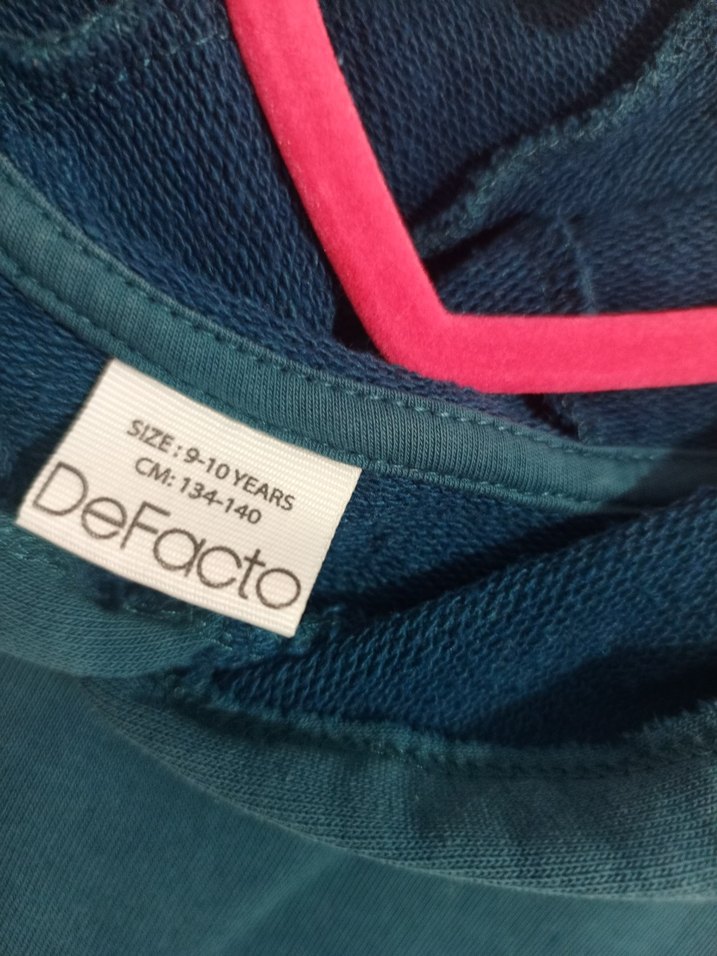 SIZE : 9-10 YEARS
CM: 134-140
DeFacto